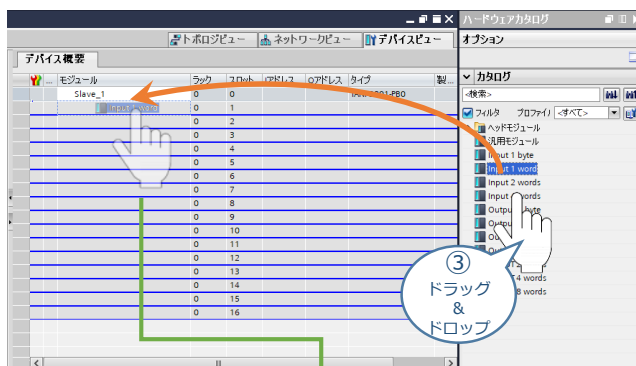 ハードウェアカタログ
トポロジビュー ネットワークビュー デバイスビュー
オプション
デバイス概要
... モジュール ラック スロット Iアドレス Oアドレス タイプ 製...
Slave_1 0 0
Input 1 word 0 1
0 2
0 3
0 4
0 5
0 6
0 7
0 8
0 9
0 10
0 11
0 12
0 13
0 14
0 15
0 16
カタログ
<検索>
フィルタ プロファイ <すべて>
ヘッドモジュール
汎用モジュール
Input 1 byte
Input 1 word
Input 2 words
Input words
Output byte
4 words
8 words
③
ドラッグ
&
ドロップ